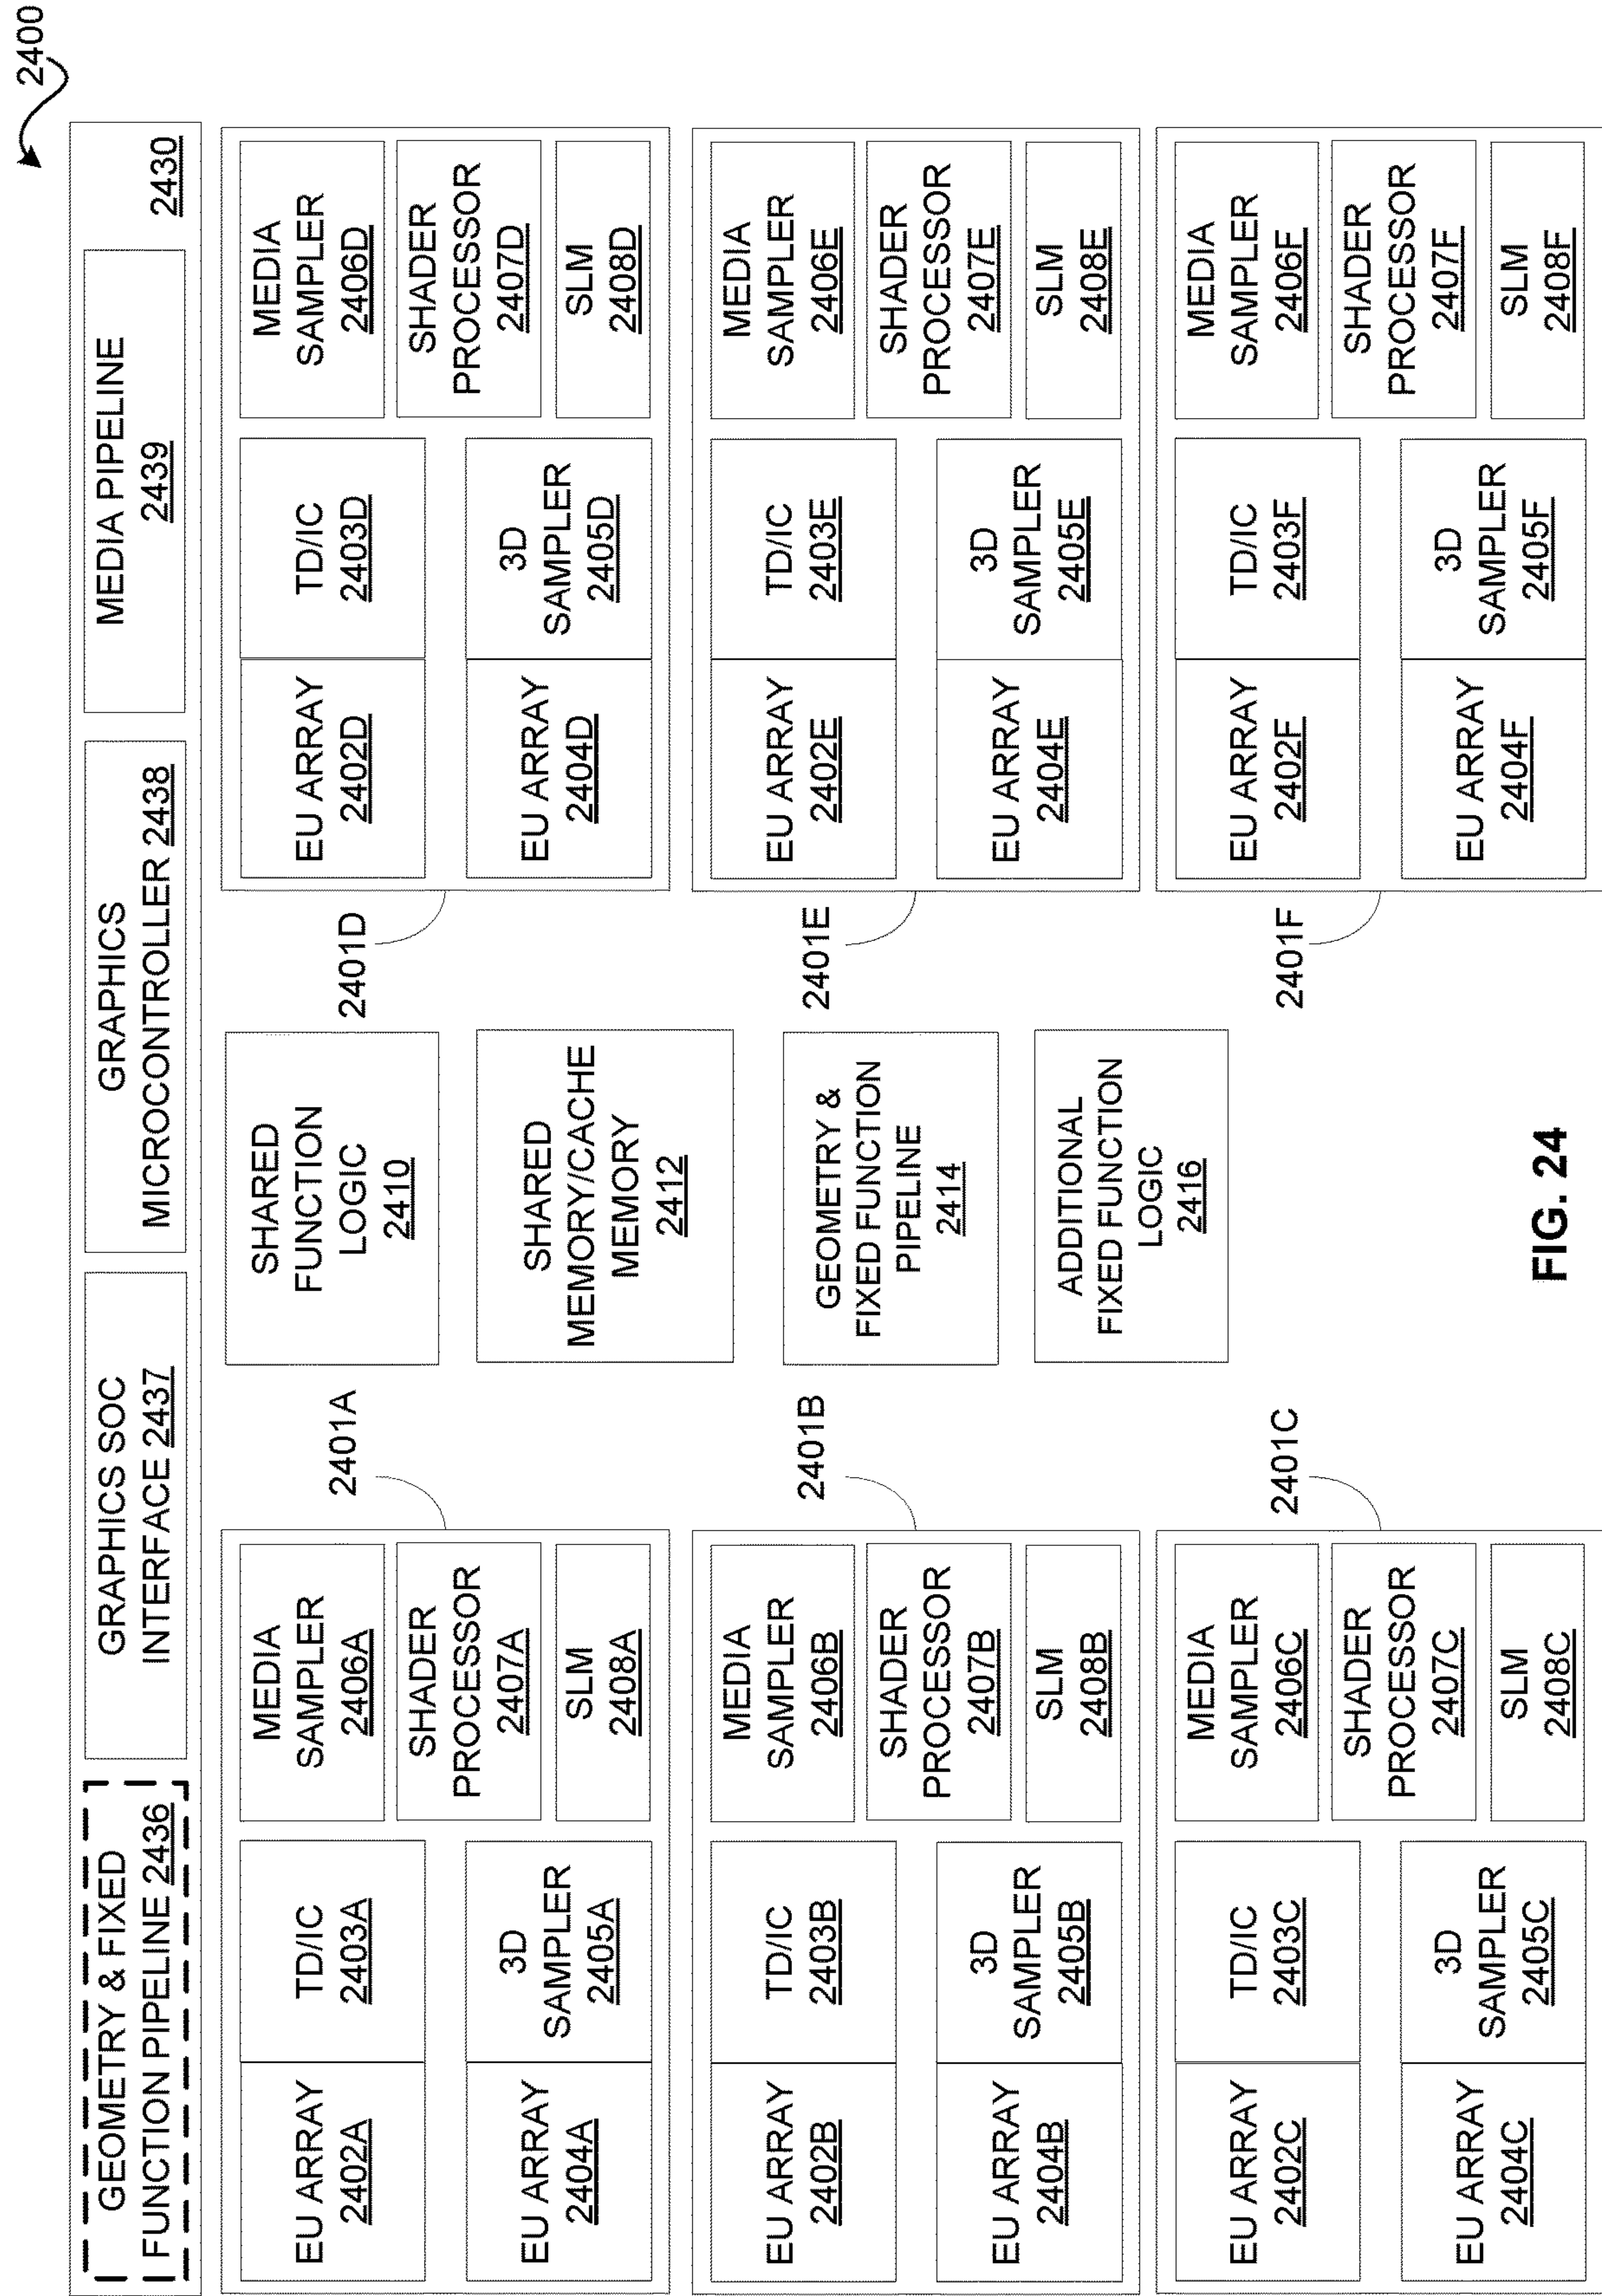 2400
GEOMETRY & FIXED
FUNCTION PIPELINE 2436
GRAPHICS SOC
INTERFACE 2437
GRAPHICS
MICROCONTROLLER 2438
MEDIA PIPELINE
2439
2430
EU ARRAY
2402A
TD/IC
2403A
EU ARRAY
2404A
3D
SAMPLER
2405A
MEDIA
SAMPLER
2406A
SHADER
PROCESSOR
2407A
SLM
2408A
2401A
SHARED
FUNCTION
LOGIC
2410
2401D
EU ARRAY
2402D
TD/IC
2403D
EU ARRAY
2404D
3D
SAMPLER
2405D
MEDIA
SAMPLER
2406D
SHADER
PROCESSOR
2407D
SLM
2408D
SHARED
MEMORY/CACHE
MEMORY
2412
EU ARRAY
2402B
TD/IC
2403B
EU ARRAY
2404B
3D
SAMPLER
2405B
MEDIA
SAMPLER
2406B
SHADER
PROCESSOR
2407B
SLM
2408B
2401B
GEOMETRY &
FIXED FUNCTION
PIPELINE
2414
2401E
EU ARRAY
2402E
TD/IC
2403E
EU ARRAY
2404E
3D
SAMPLER
2405E
MEDIA
SAMPLER
2406E
SHADER
PROCESSOR
2407E
SLM
2408E
ADDITIONAL
FIXED FUNCTION
LOGIC
2416
EU ARRAY
2402C
TD/IC
2403C
EU ARRAY
2404C
3D
SAMPLER
2405C
MEDIA
SAMPLER
2406C
SHADER
PROCESSOR
2407C
SLM
2408C
2401C
2401F
EU ARRAY
2402F
TD/IC
2403F
EU ARRAY
2404F
3D
SAMPLER
2405F
MEDIA
SAMPLER
2406F
SHADER
PROCESSOR
2407F
SLM
2408F
FIG. 24